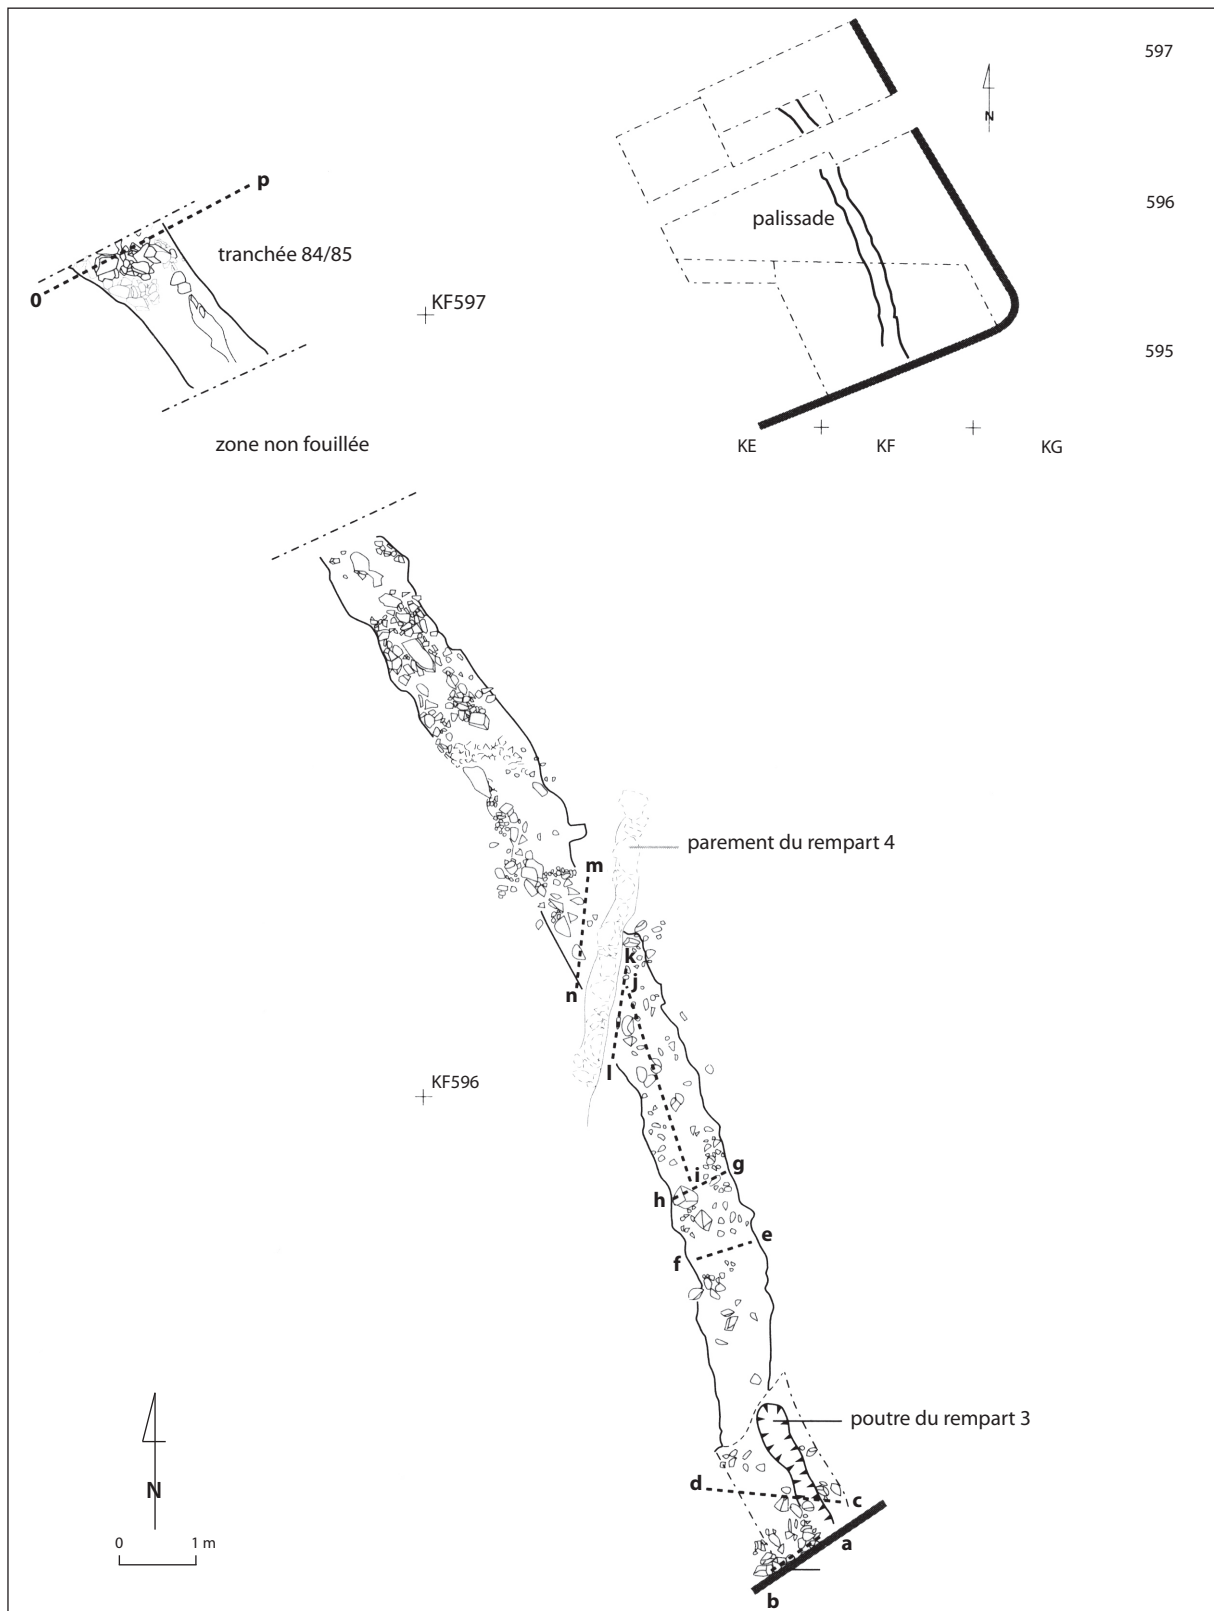 597
N
596
palissade
595
KE
KF
KG
p
tranchée 84/85
0
KF597
zone non fouillée
parement du rempart 4
m
k
j
n
l
KF596
g
i
h
e
f
poutre du rempart 3
d
c
a
b
N
0
1 m